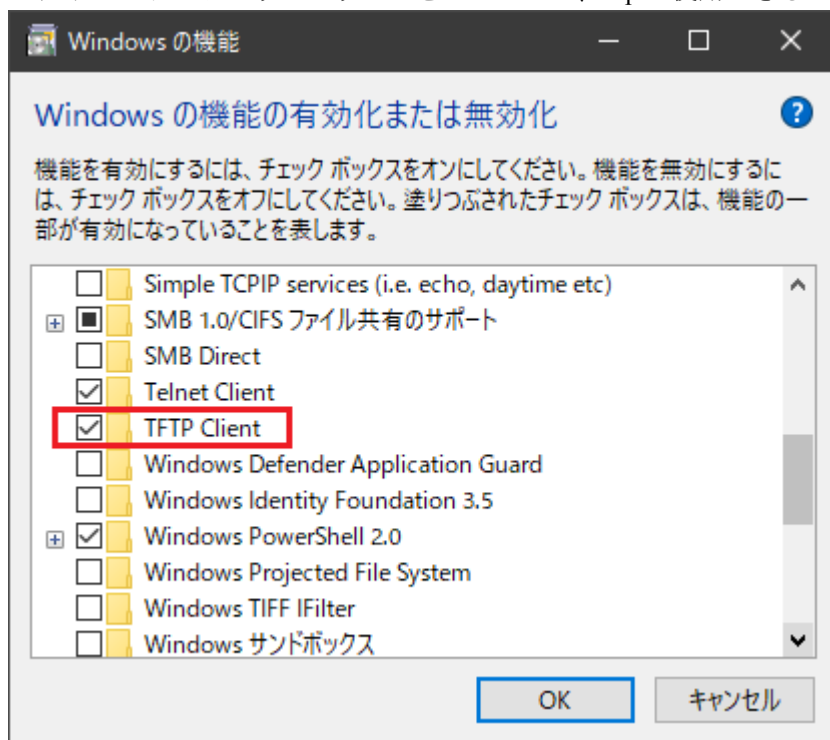 Windows の機能
Windows の機能の有効化または無効化
機能を有効にするには、チェック ボックスをオンにしてください。機能を無効にするに
は、チェック ボックスをオフにしてください。塗りつぶされたチェック ボックスは、機能の一
部が有効になっていることを表します。
Simple TCPIP services (i.e. echo, daytime etc)
SMB 1.0/CIFS ファイル共有のサポート
SMB Direct
Telnet Client
TFTP Client
Windows Defender Application Guard
Windows Identity Foundation 3.5
Windows PowerShell 2.0
Windows Projected File System
Windows TIFF IFilter
Windows サンドボックス
OK
キャンセル